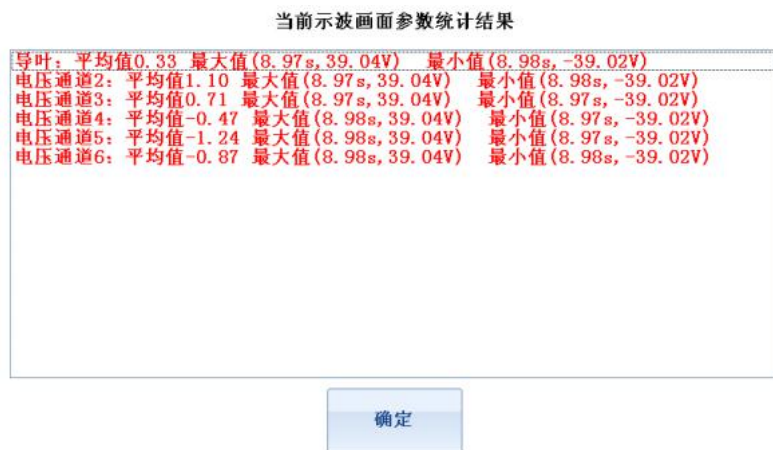 当前示波画面参数统计结果
导叶: 平均值0.33 最大值(8.97s,39.04V) 最小值(8.98s,-39.02V)
电压通道2: 平均值1.10 最大值(8.97s,39.04V) 最小值(8.98s,-39.02V)
电压通道3: 平均值0.71 最大值(8.97s,39.04V) 最小值(8.97s,-39.02V)
电压通道4: 平均值-0.47 最大值(8.98s,39.04V) 最小值(8.97s,-39.02V)
电压通道5: 平均值-1.24 最大值(8.98s,39.04V) 最小值(8.97s,-39.02V)
电压通道6: 平均值-0.87 最大值(8.98s,39.04V) 最小值(8.98s,-39.02V)
确定